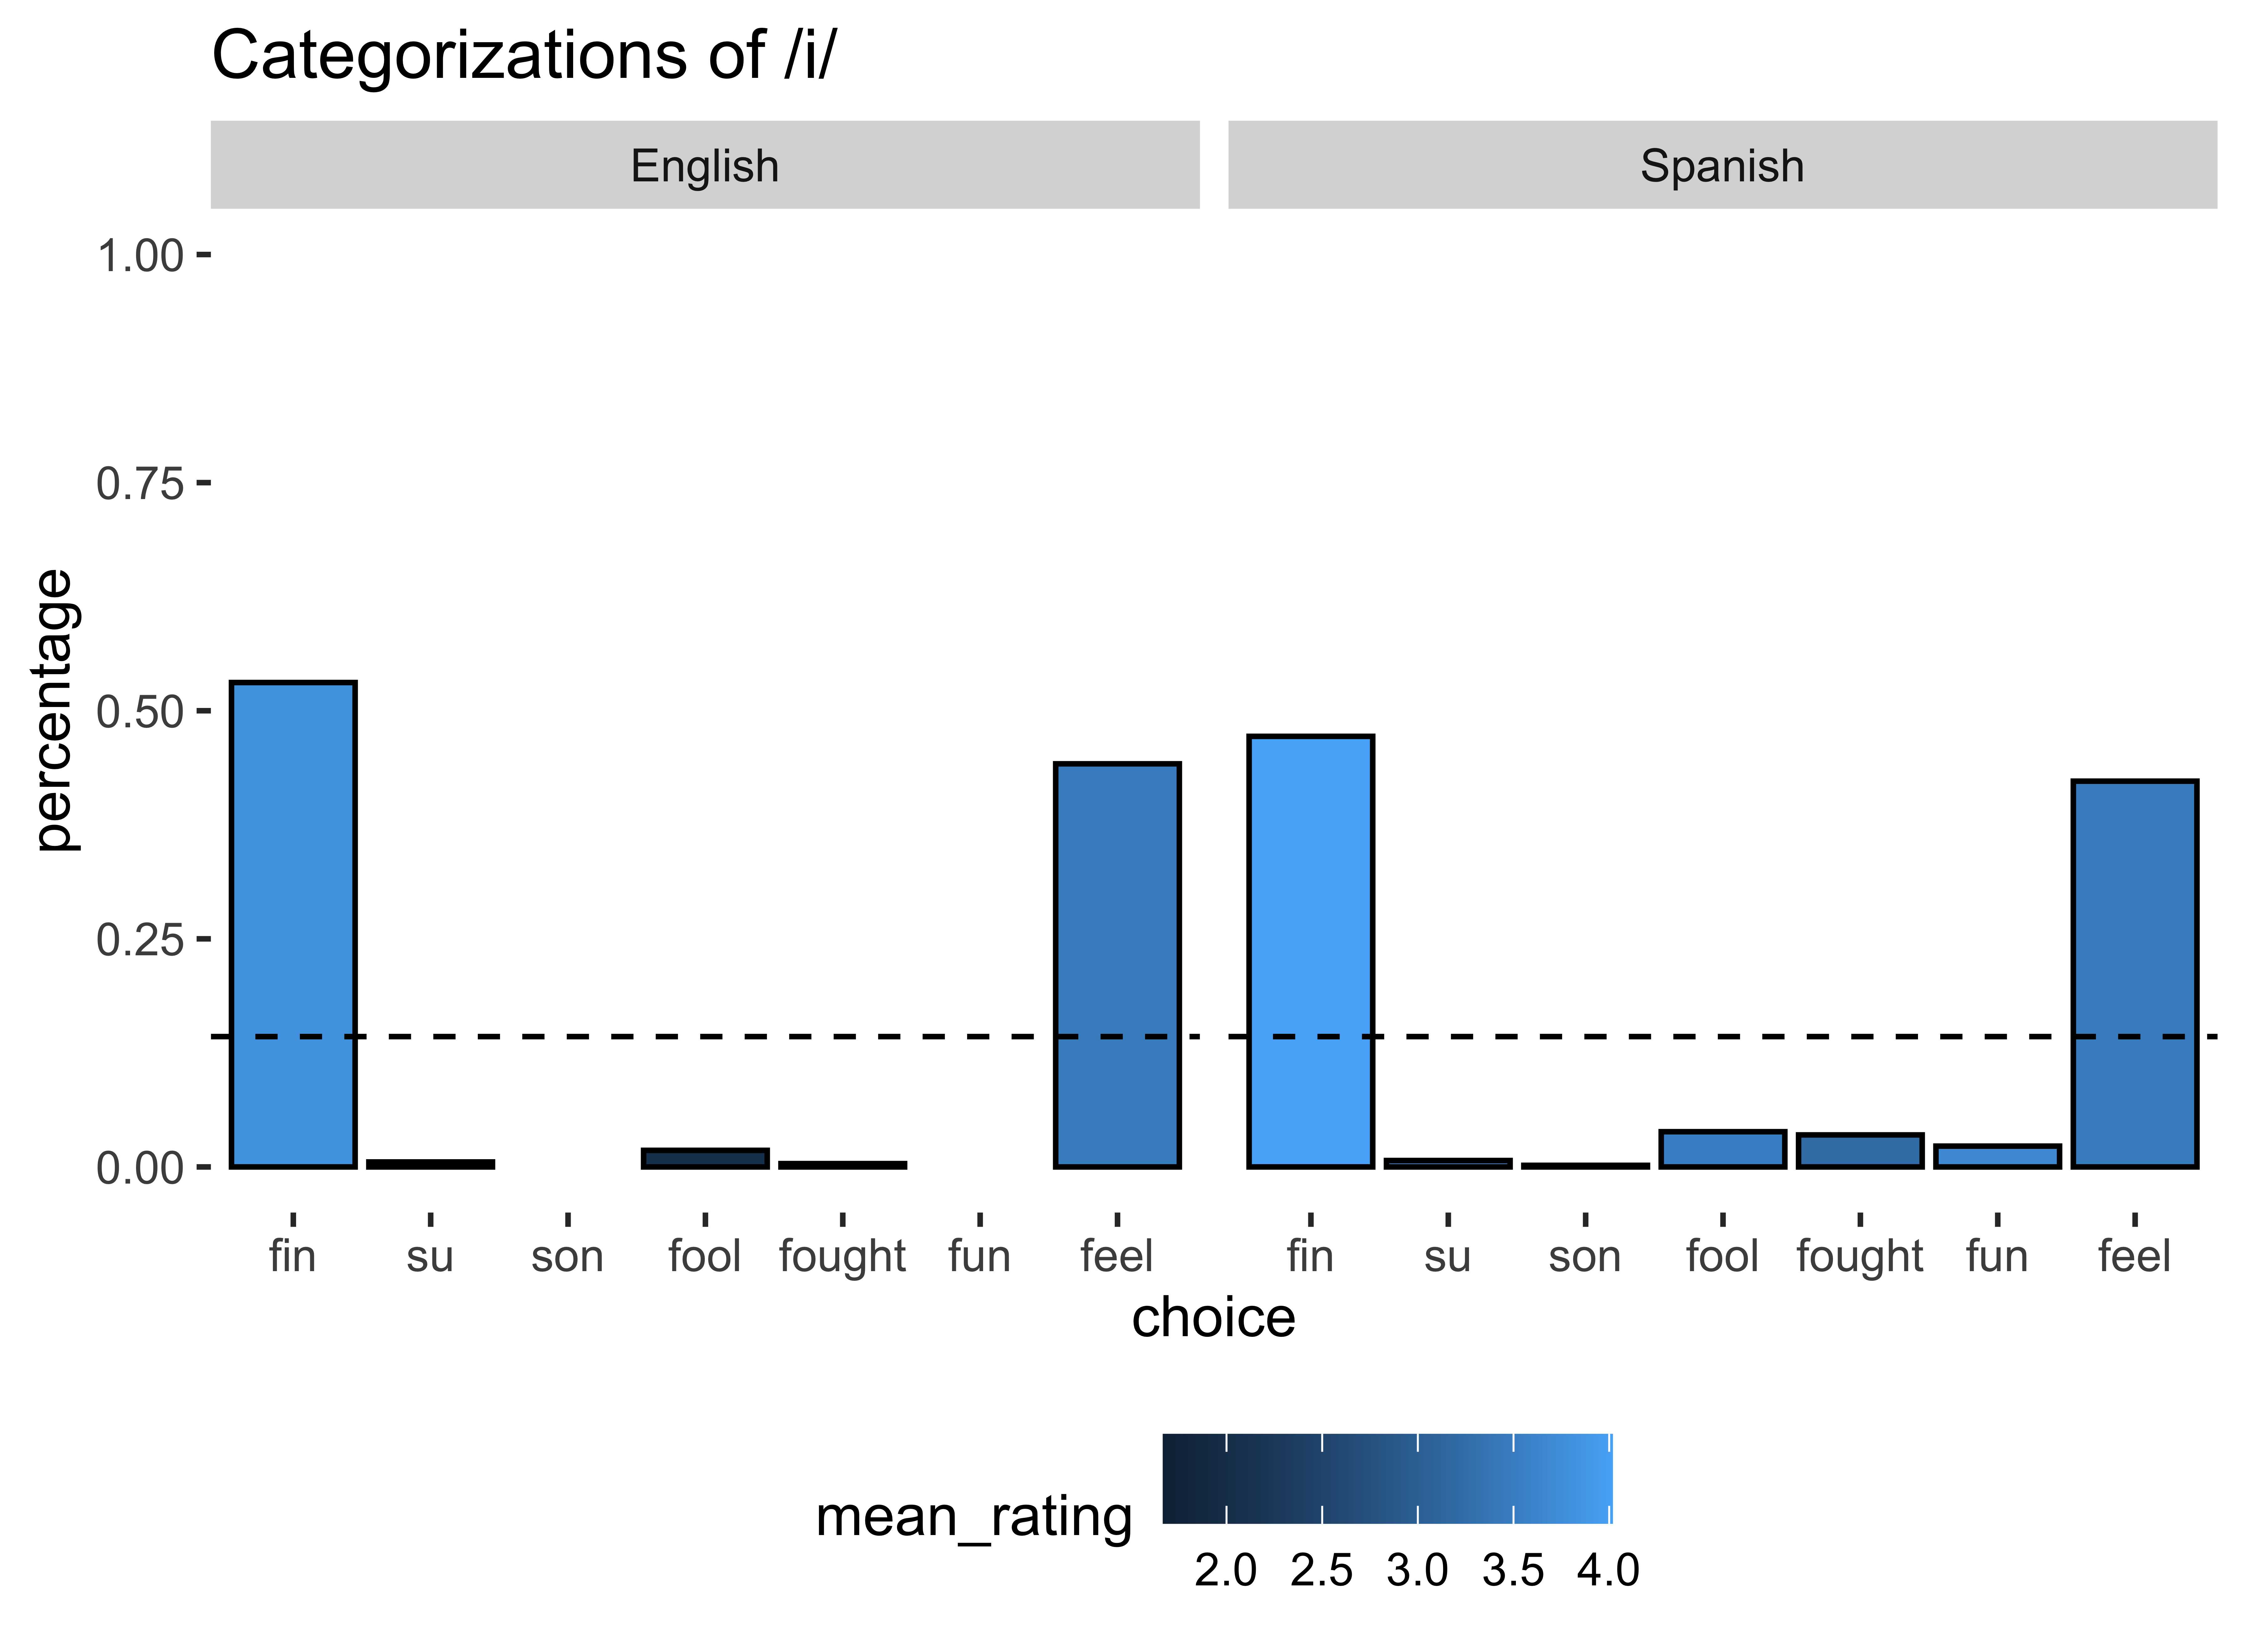 Categorizations of /i/
English Spanish
1.00
0.75
0.50
0.25
0.00
percentage
fin su son fool fought fun feel fin su son fool fought fun feel
choice
mean_rating
2.0 2.5 3.0 3.5 4.0